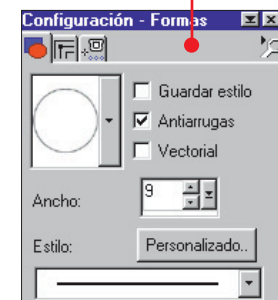 Configuración - Formas
Guardar estilo
Antiarrugas
Vectorial
Ancho:
9
Estilo:
Personalizado..